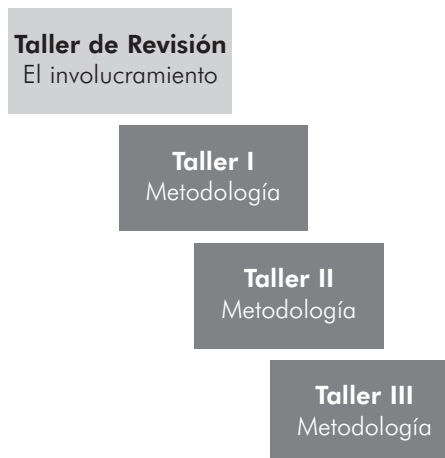 Taller de Revisión
El involucramiento
Taller I
Metodología
Taller II
Metodología
Taller III
Metodología